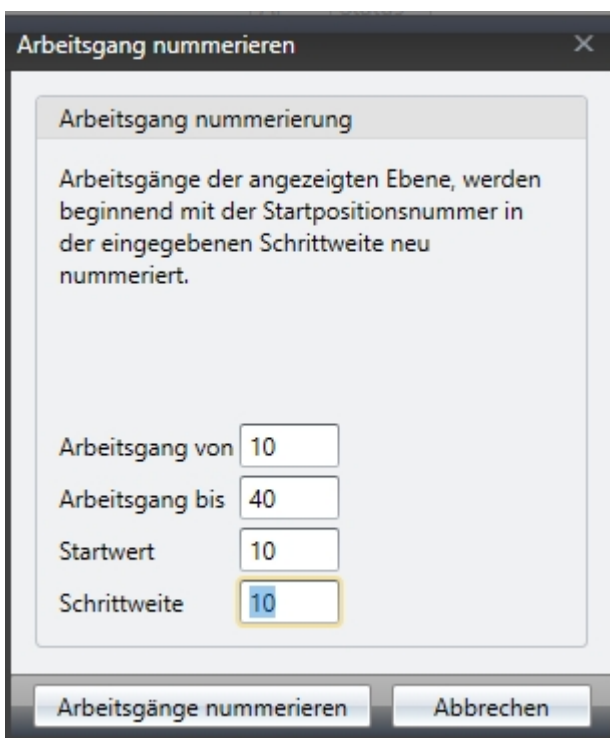 Arbeitsgang nummerieren
Arbeitsgang nummerierung
Arbeitsgänge der angezeigten Ebene, werden
beginnend mit der Startpositionsnummer in
der eingegebenen Schrittweite neu
nummeriert.
Arbeitsgang von 10
Arbeitsgang bis 40
Startwert 10
Schrittweite 10
Arbeitsgänge nummerieren Abbrechen